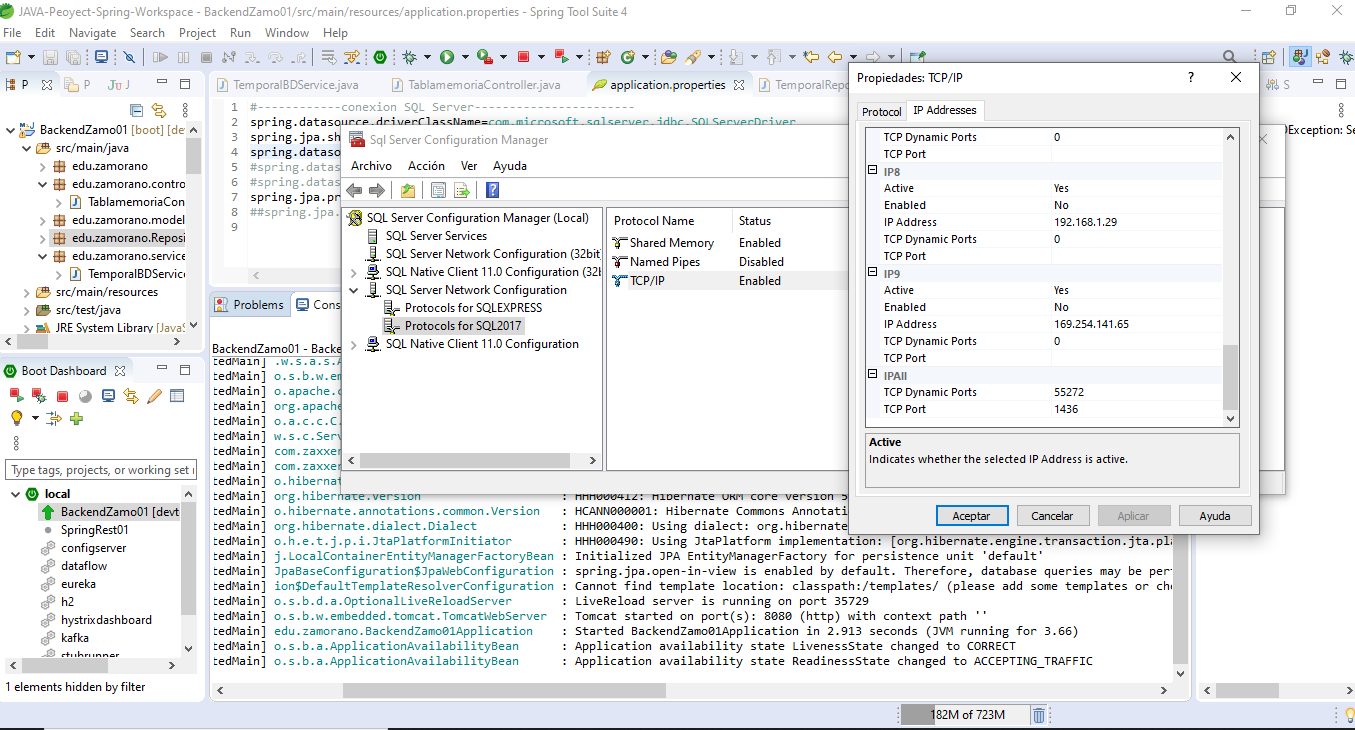 JAVA-Peoyect-Spring-Workspace - BackendZamo01/src/main/resources/application.properties - Spring Tool Suite 4
File Edit Navigate Search Project Run Window Help
P P Ju J
BackendZamo01 [boot] [de
src/main/java
edu.zamorano
edu.zamorano.contro
TablamemoriaCon
edu.zamorano.model
edu.zamorano.Reposi
edu.zamorano.service
TemporalBDServic
src/main/resources
src/test/java
JRE System Library [JavaS
TemporalBDService.java TablamemoriaController.java application.properties TemporalRepo
1 #------------conexion SQL Server----------------------
2 spring.datasource.driverClassName=com.microsoft.sqlserver.jdbc.SQLServerDriver
3 spring.jpa.sh
4 spring.dataso
5 #spring.datas
6 #spring.datas
7 spring.jpa.pr
8 ##spring.jpa.
9
S
Exception: Se
Sql Server Configuration Manager
Archivo Acción Ver Ayuda
SQL Server Configuration Manager (Local)
SQL Server Services
SQL Server Network Configuration (32bit
SQL Native Client 11.0 Configuration (32l
SQL Server Network Configuration
Protocols for SQLEXPRESS
Protocols for SQL2017
SQL Native Client 11.0 Configuration
Protocol Name Status
Shared Memory Enabled
Named Pipes Disabled
TCP/IP Enabled
Propiedades: TCP/IP ?
Protocol IP Addresses
TCP Dynamic Ports 0
TCP Port
IP8
Active Yes
Enabled No
IP Address 192.168.1.29
TCP Dynamic Ports 0
TCP Port
IP9
Active Yes
Enabled No
IP Address 169.254.141.65
TCP Dynamic Ports 0
TCP Port
IPAll
TCP Dynamic Ports 55272
TCP Port 1436
Active
Indicates whether the selected IP Address is active.
Aceptar Cancelar Aplicar Ayuda
Problems Cons
BackendZamo01 - Backe
tedMain] .w.s.a.s.A
tedMain] o.s.b.w.em
tedMain] o.apache.c
tedMain] org.apache
tedMain] o.a.c.c.C.
tedMain] w.s.c.Serv
tedMain] com.zaxxer
tedMain] com.zaxxer
tedMain] o.hibernat
tedMain] org.hibernate.Version : HHH000412: Hibernate ORM core version 5
tedMain] o.hibernate.annotations.common.Version : HCANN000001: Hibernate Commons Annotati
tedMain] org.hibernate.dialect.Dialect : HHH000400: Using dialect: org.hibernate
tedMain] o.h.e.t.j.p.i.JtaPlatformInitiator : HHH000490: Using JtaPlatform implementation: [org.hibernate.engine.transaction.jta.pla
tedMain] j.LocalContainerEntityManagerFactoryBean : Initialized JPA EntityManagerFactory for persistence unit 'default'
tedMain] JpaBaseConfiguration$JpaWebConfiguration : spring.jpa.open-in-view is enabled by default. Therefore, database queries may be perf
tedMain] ion$DefaultTemplateResolverConfiguration : Cannot find template location: classpath:/templates/ (please add some templates or che
tedMain] o.s.b.d.a.OptionalLiveReloadServer : LiveReload server is running on port 35729
tedMain] o.s.b.w.embedded.tomcat.TomcatWebServer : Tomcat started on port(s): 8080 (http) with context path ''
tedMain] edu.zamorano.BackendZamo01Application : Started BackendZamo01Application in 2.913 seconds (JVM running for 3.66)
tedMain] o.s.b.a.ApplicationAvailabilityBean : Application availability state LivenessState changed to CORRECT
tedMain] o.s.b.a.ApplicationAvailabilityBean : Application availability state ReadinessState changed to ACCEPTING_TRAFFIC
Boot Dashboard
Type tags, projects, or working set
local
BackendZamo01 [devt
SpringRest01
configserver
dataflow
eureka
h2
hystrixdashboard
kafka
stubrunner
1 elements hidden by filter
182M of 723M